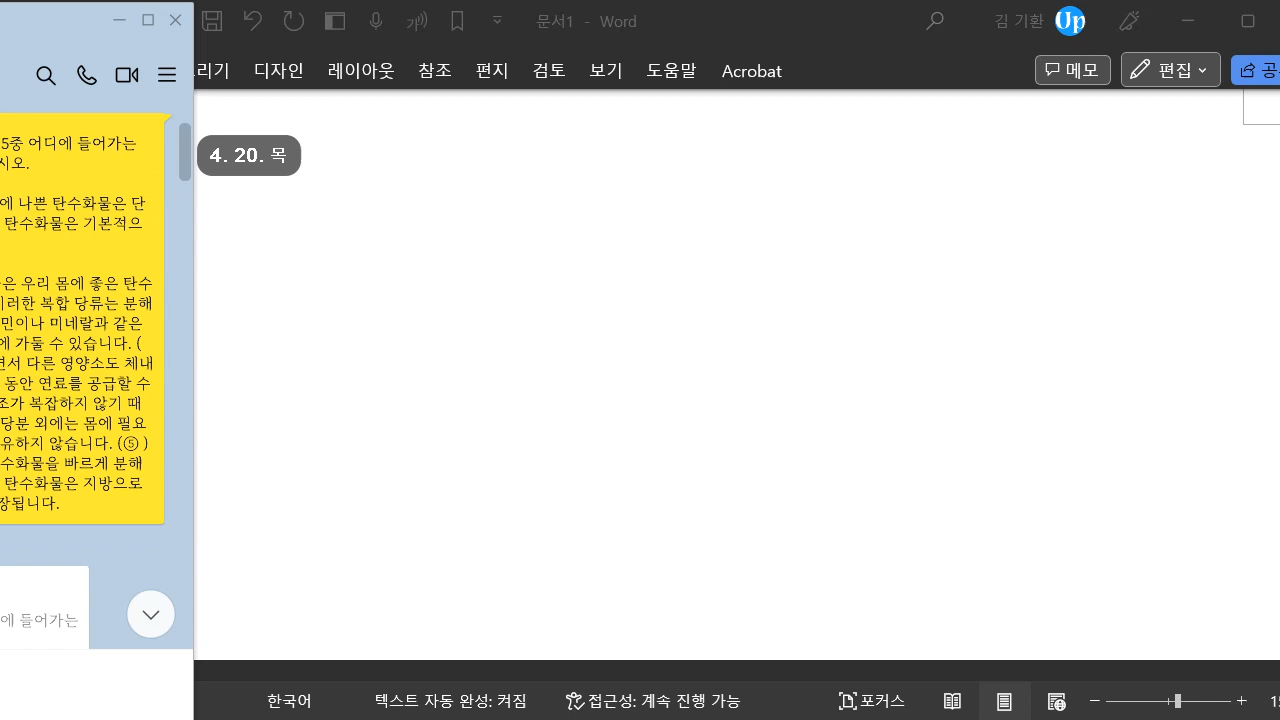 문서1 - Word
김 기환
Up
그리기 디자인 레이아웃 참조 편지 검토 보기 도움말 Acrobat
메모
편집
5중 어디에 들어가는
시오.
에 나쁜 탄수화물은 단
탄수화물은 기본적으
은 우리 몸에 좋은 탄수
이러한 복합 당류는 분해
민이나 미네랄과 같은
에 가둘 수 있습니다. (
면서 다른 영양소도 체내
동안 연료를 공급할 수
조가 복잡하지 않기 때
당분 외에는 몸에 필요
유하지 않습니다. (⑤ )
수화물을 빠르게 분해
탄수화물은 지방으로
장됩니다.
4. 20. 목
에 들어가는
한국어 텍스트 자동 완성: 켜짐 접근성: 계속 진행 가능 포커스